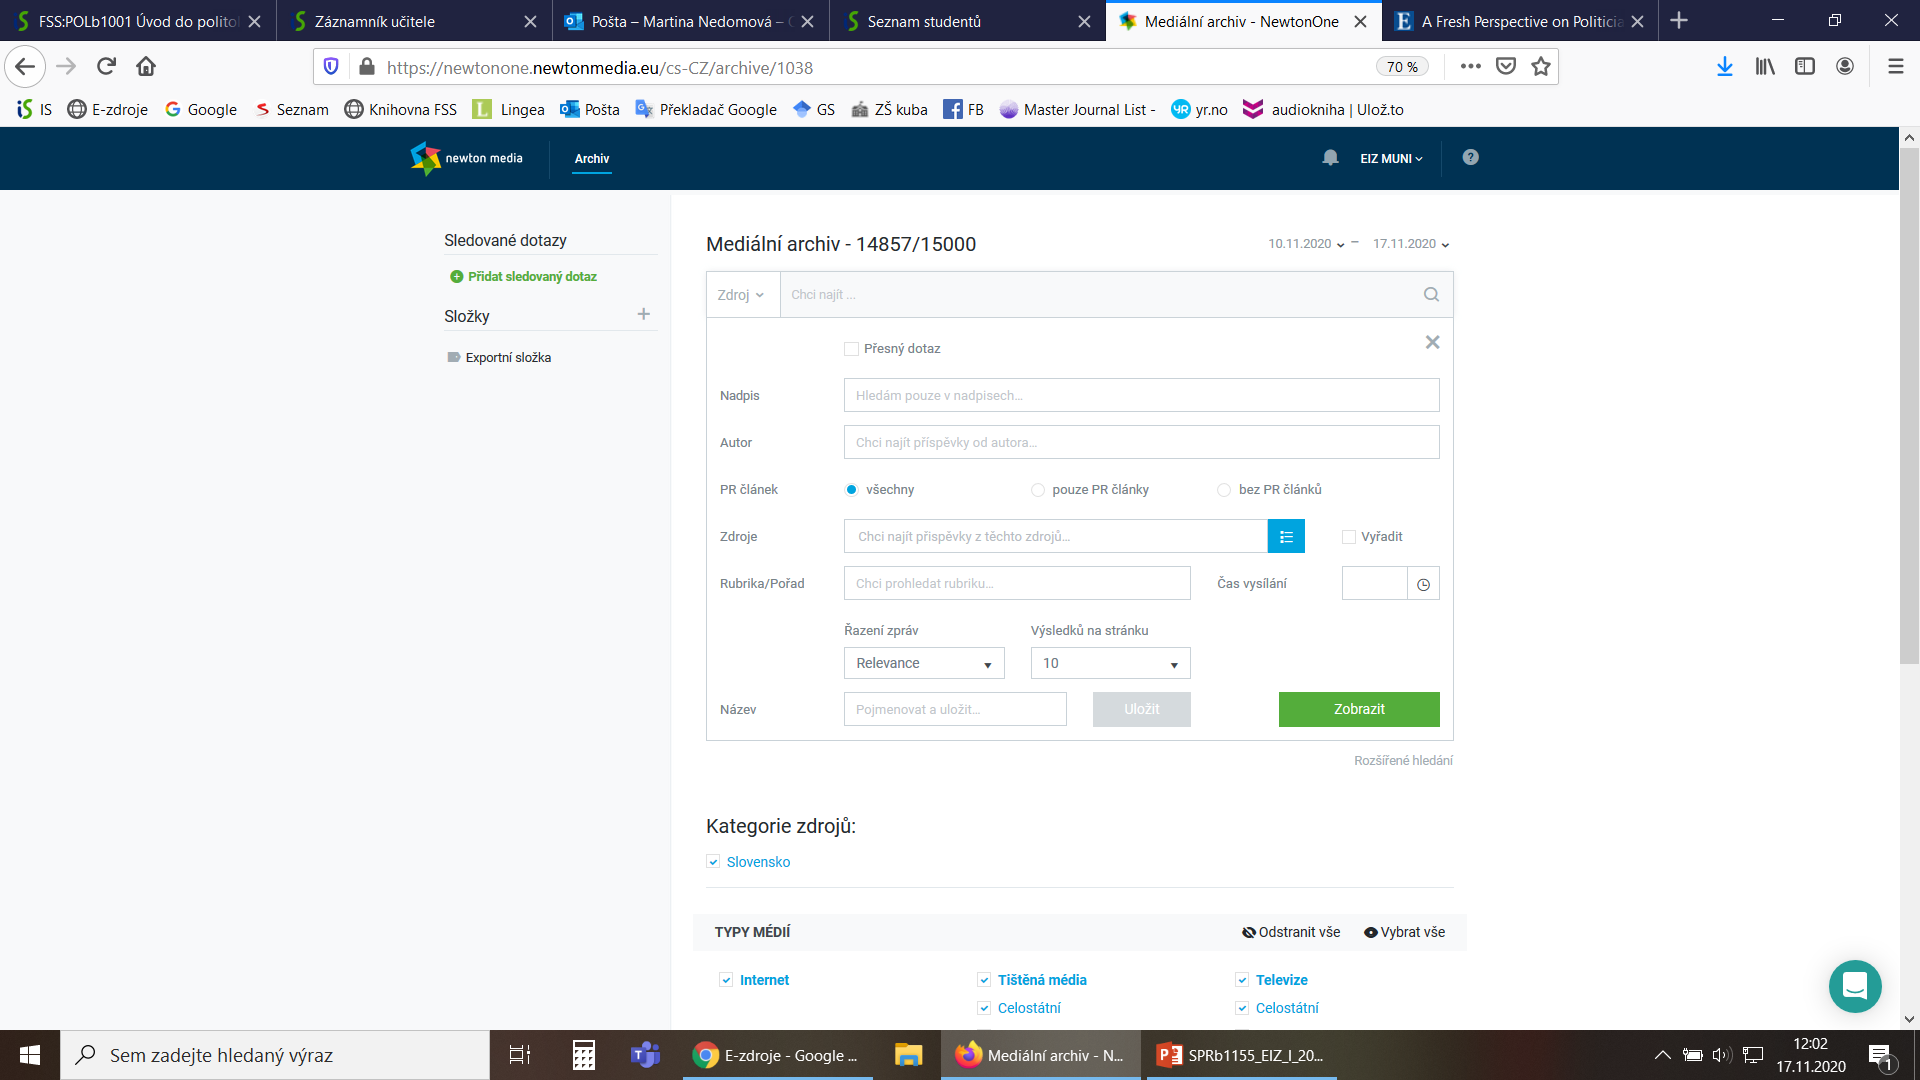 FSS:POLb1001 Úvod do politol
Záznamník učitele
Pošta – Martina Nedomová – O
Seznam studentů
Mediální archiv - NewtonOne
A Fresh Perspective on Politicia
https://newtonone.newtonmedia.eu/cs-CZ/archive/1038
70 %
IS
E-zdroje
Google
Seznam
Knihovna FSS
Lingea
Pošta
Překladač Google
GS
ZŠ kuba
FB
Master Journal List -
yr.no
audiokniha | Ulož.to
newton media
Archiv
EIZ MUNI
Sledované dotazy
Přidat sledovaný dotaz
Složky
Exportní složka
Mediální archiv - 14857/15000
10.11.2020 – 17.11.2020
Zdroj
Chci najít ...
Přesný dotaz
Nadpis
Hledám pouze v nadpisech…
Autor
Chci najít příspěvky od autora…
PR článek
všechny
pouze PR články
bez PR článků
Zdroje
Chci najít příspěvky z těchto zdrojů…
Vyřadit
Rubrika/Pořad
Chci prohledat rubriku…
Čas vysílání
Řazení zpráv
Výsledků na stránku
Relevance
10
Název
Pojmenovat a uložit…
Uložit
Zobrazit
Rozšířené hledání
Kategorie zdrojů:
Slovensko
TYPY MÉDIÍ
Odstranit vše
Vybrat vše
Internet
Tištěná média
Televize
Celostátní
Celostátní
Sem zadejte hledaný výraz
E-zdroje - Google ...
Mediální archiv - N...
SPRb1155_EIZ_I_20...
12:02
17.11.2020
1